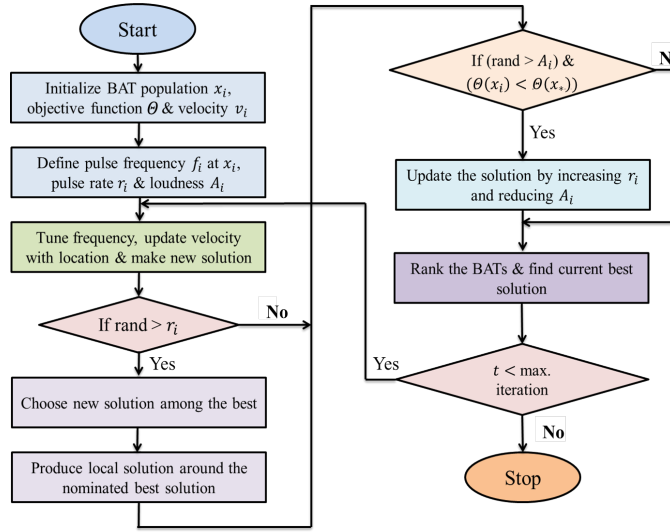 Start
Initialize BAT population xᵢ,
objective function Θ & velocity vᵢ
Define pulse frequency fᵢ at xᵢ,
pulse rate rᵢ & loudness Aᵢ
Tune frequency, update velocity
with location & make new solution
If rand > rᵢ
No
Yes
Choose new solution among the best
Produce local solution around the
nominated best solution
If (rand > Aᵢ) &
(Θ(xᵢ) < Θ(x*))
N
Yes
Update the solution by increasing rᵢ
and reducing Aᵢ
Rank the BATs & find current best
solution
Yes
t < max.
iteration
No
Stop